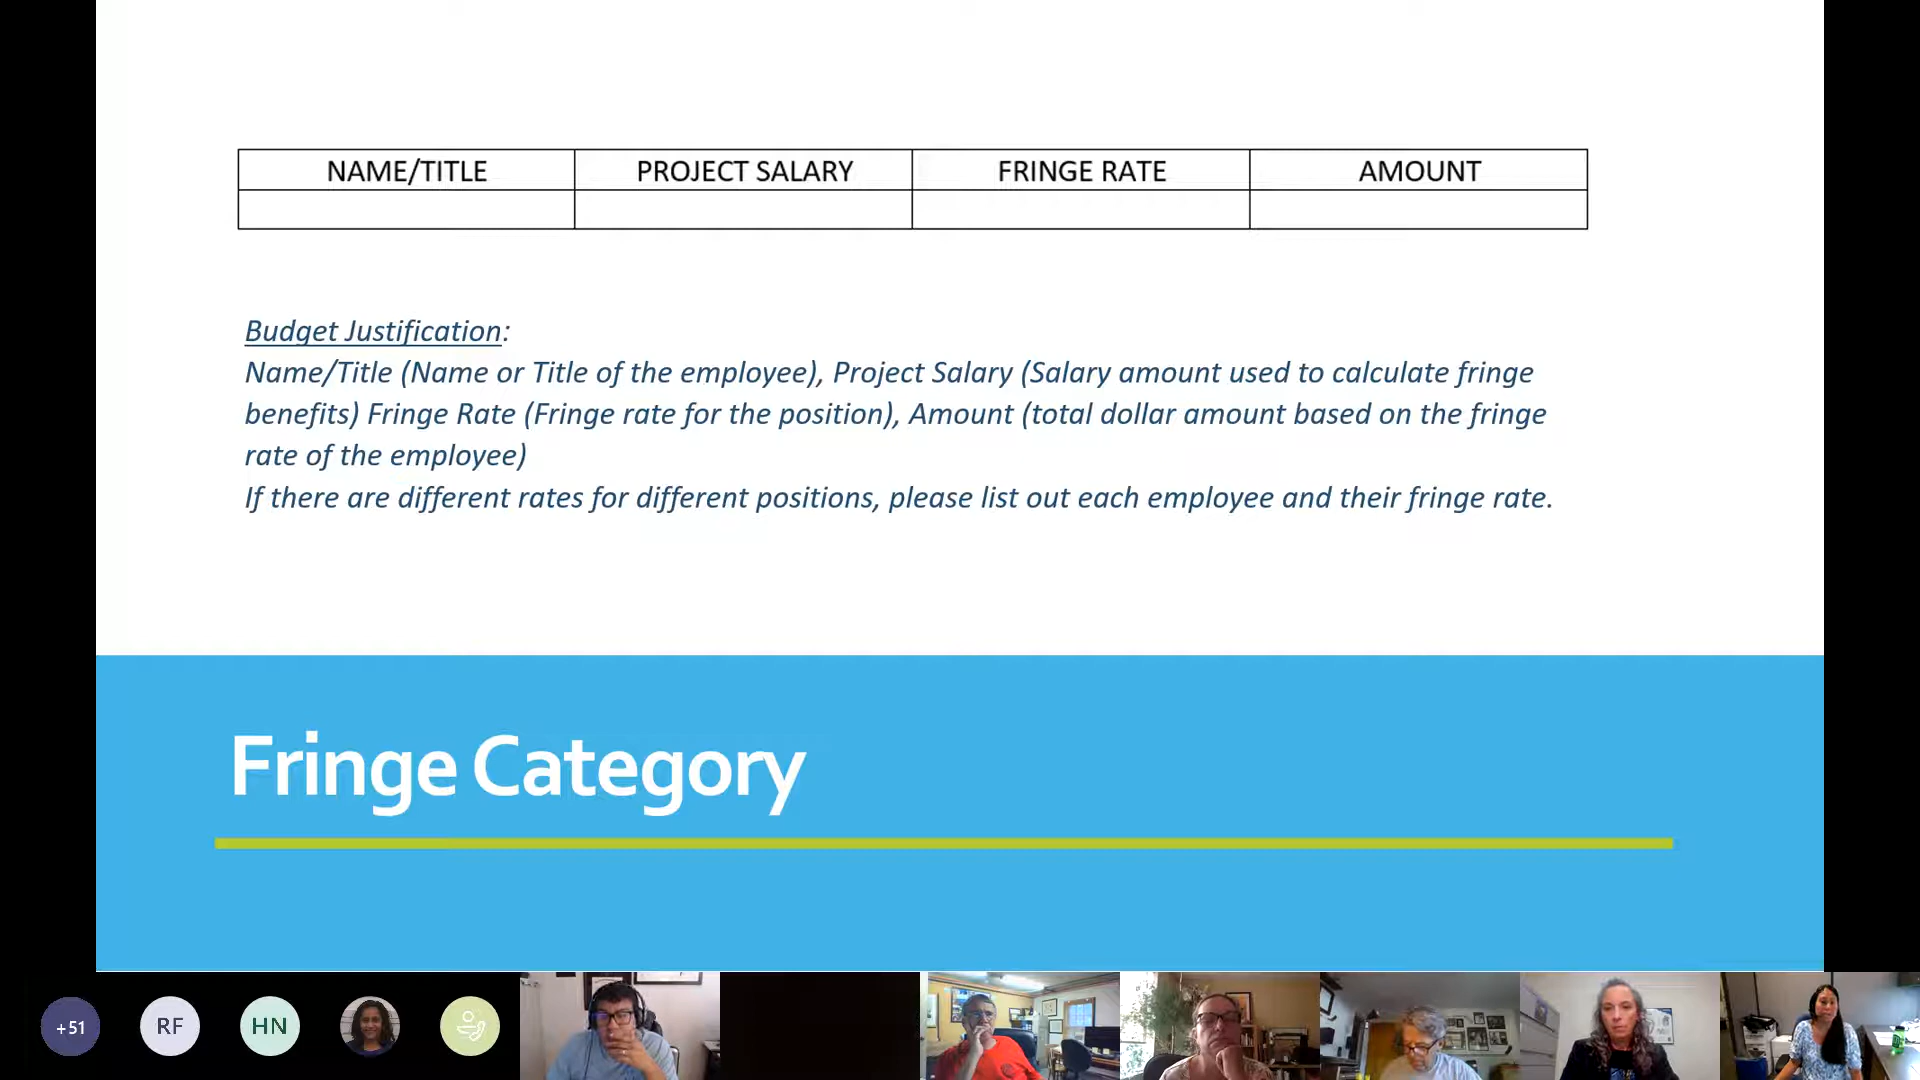 NAME/TITLE PROJECT SALARY FRINGE RATE AMOUNT
Budget Justification:
Name/Title (Name or Title of the employee), Project Salary (Salary amount used to calculate fringe
benefits) Fringe Rate (Fringe rate for the position), Amount (total dollar amount based on the fringe
rate of the employee)
If there are different rates for different positions, please list out each employee and their fringe rate.
Fringe Category
+51 RF HN